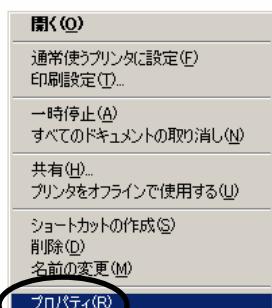 開く(O)
通常使うプリンタに設定(F)
印刷設定(T)...
一時停止(A)
すべてのドキュメントの取り消し(N)
共有(H)...
プリンタをオフラインで使用する(U)
ショートカットの作成(S)
削除(D)
名前の変更(M)
プロパティ(R)